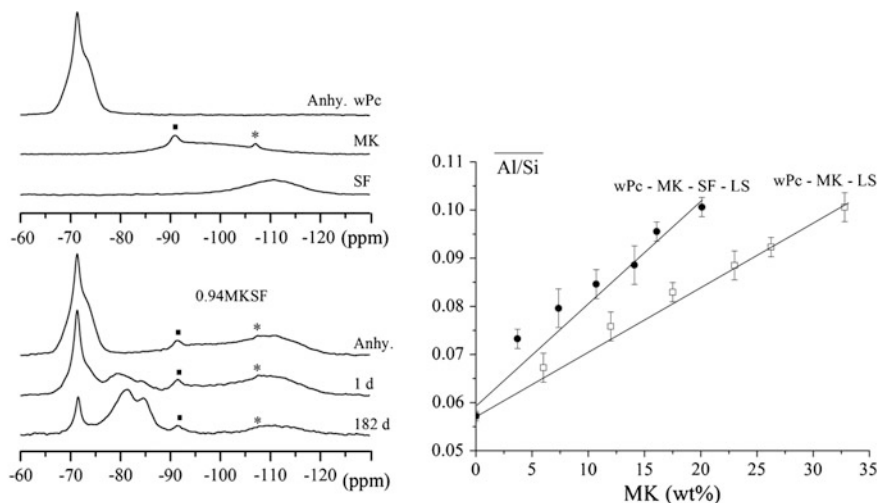 Anhy. wPc
■ *
MK
SF
-60 -70 -80 -90 -100 -110 -120 (ppm)
0.94MKSF
■ *
Anhy.
■ *
1 d
■ *
182 d
-60 -70 -80 -90 -100 -110 -120 (ppm)
Al/Si
wPc - MK - SF - LS
wPc - MK - LS
0.11
0.10
0.09
0.08
0.07
0.06
0.05
0 5 10 15 20 25 30 35
MK (wt%)